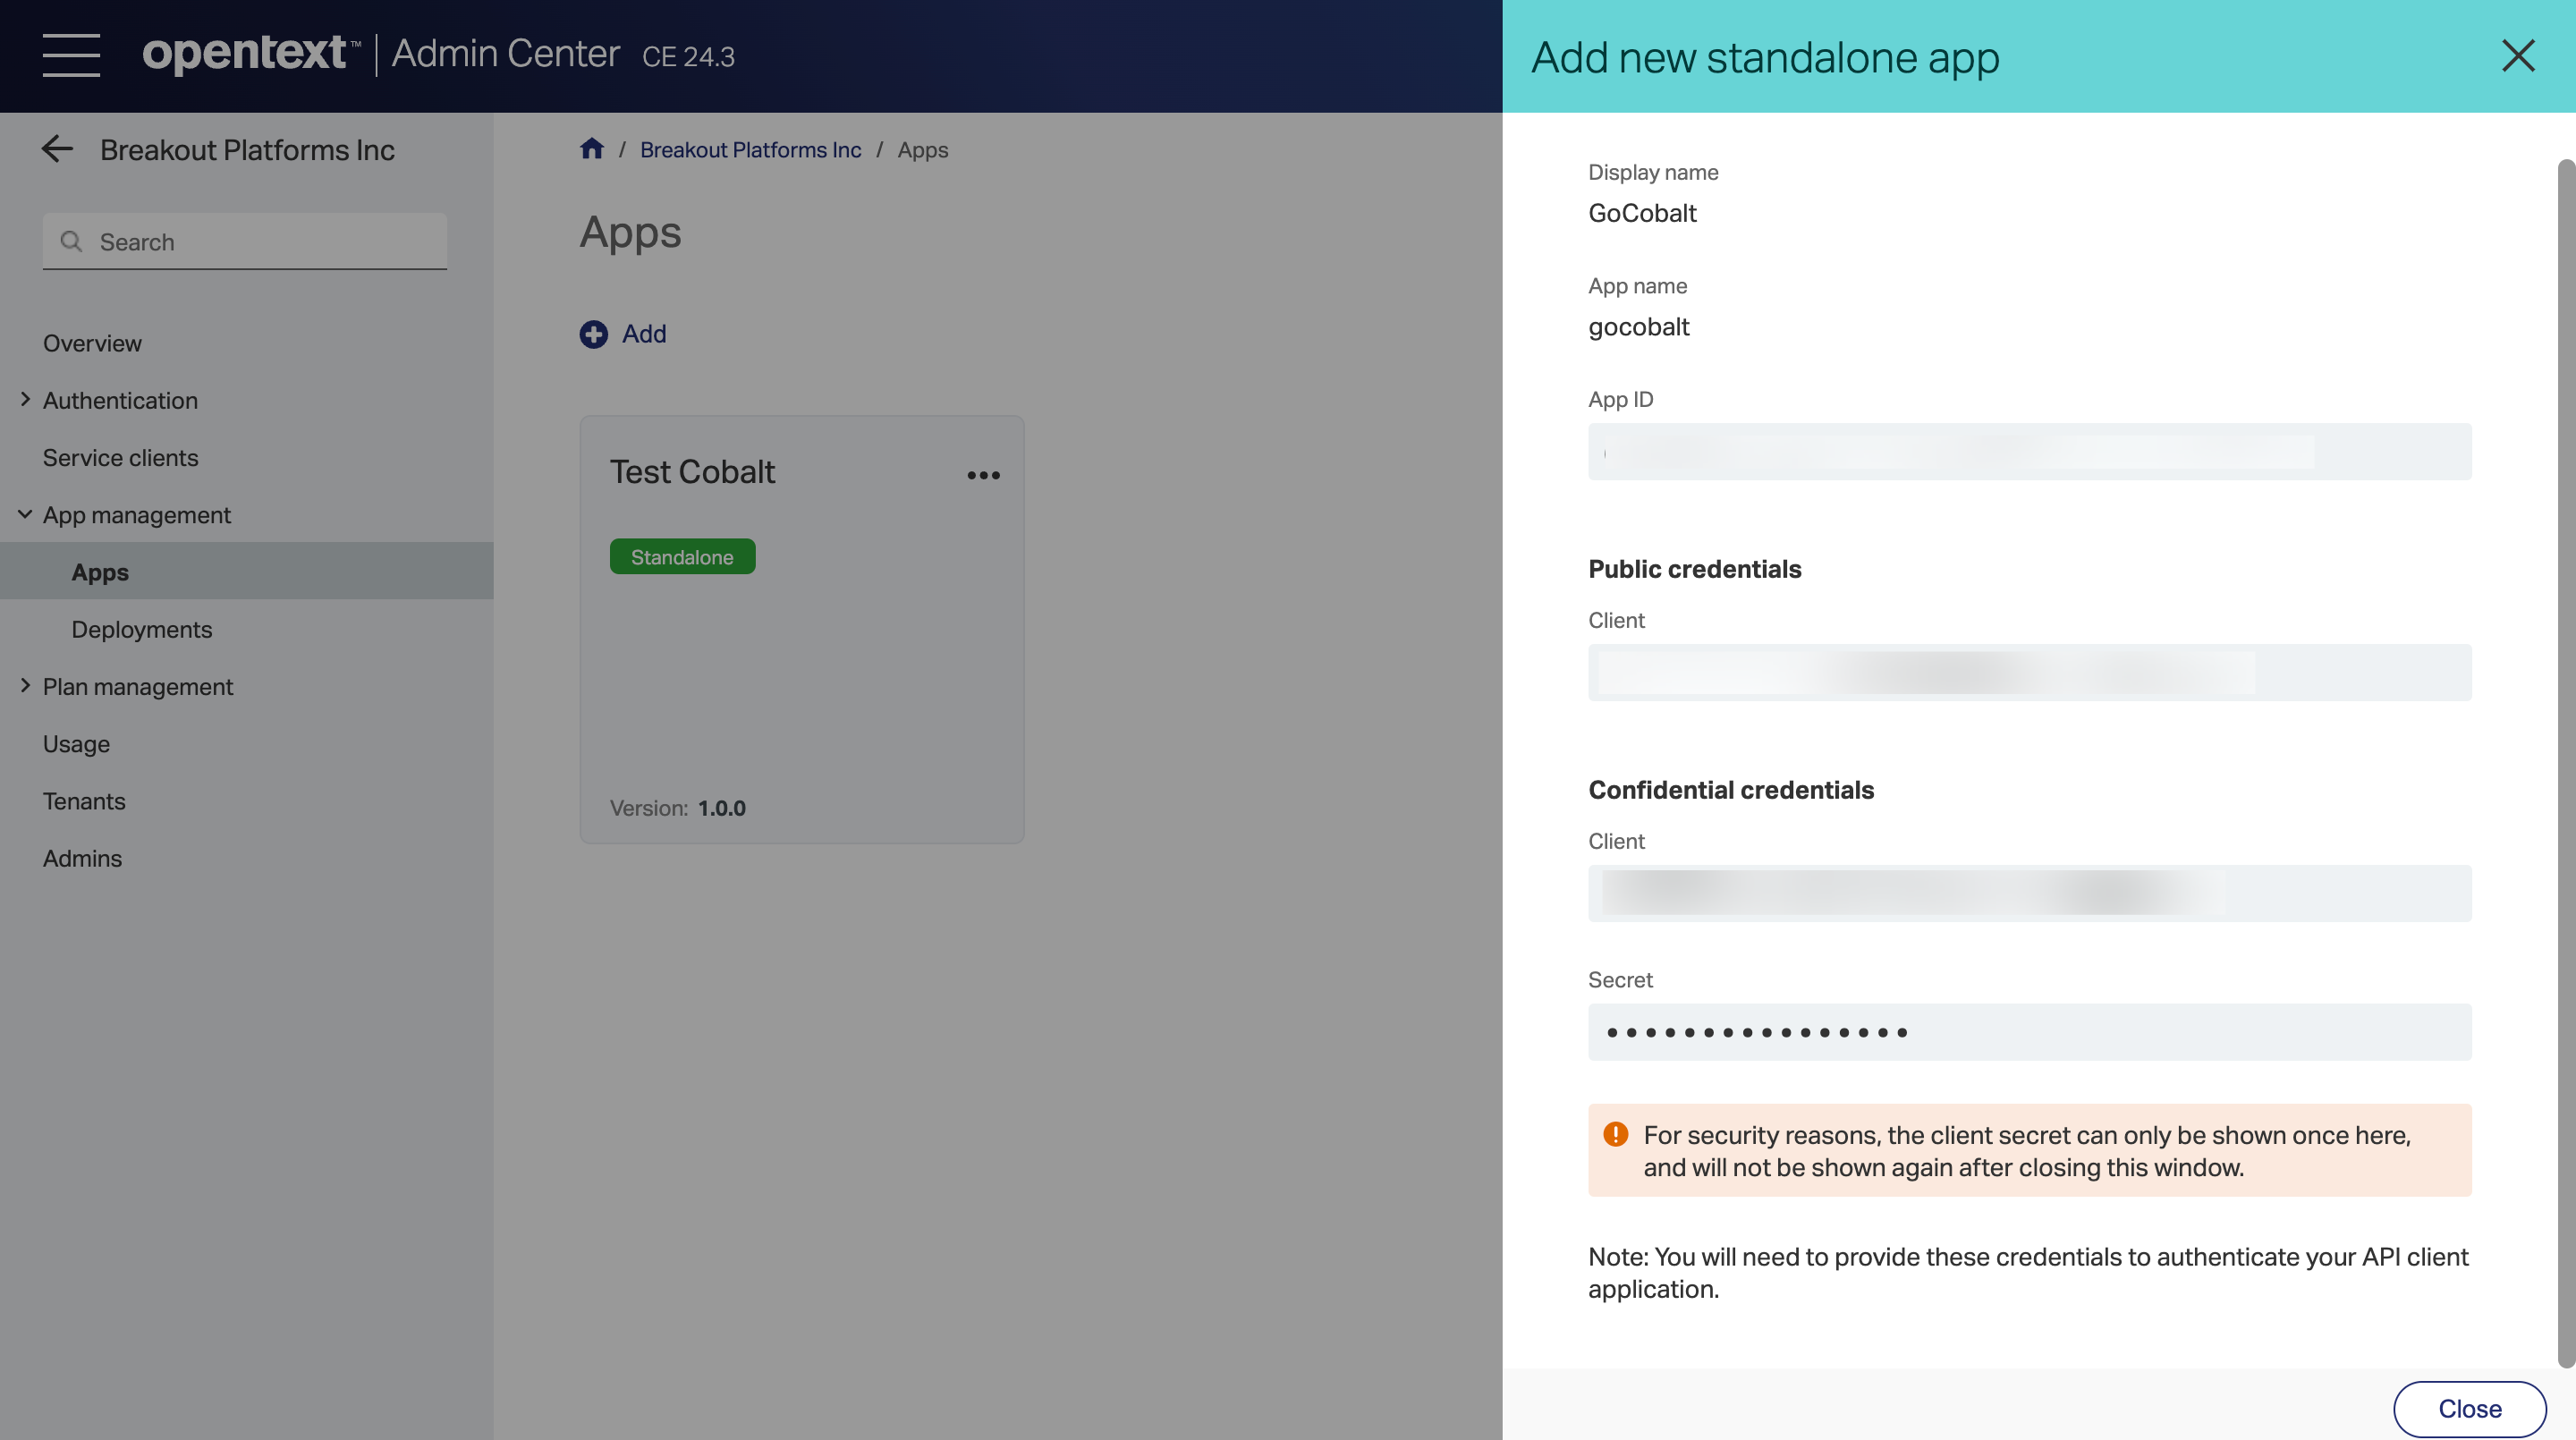 opentext™ | Admin Center CE 24.3
Breakout Platforms Inc
Search
Overview
Authentication
Service clients
App management
Apps
Deployments
Plan management
Usage
Tenants
Admins
/ Breakout Platforms Inc / Apps
Apps
Add
Test Cobalt
Standalone
Version: 1.0.0
Add new standalone app
Display name
GoCobalt
App name
gocobalt
App ID
Public credentials
Client
Confidential credentials
Client
Secret
••••••••••••••••
For security reasons, the client secret can only be shown once here,
and will not be shown again after closing this window.
Note: You will need to provide these credentials to authenticate your API client
application.
Close